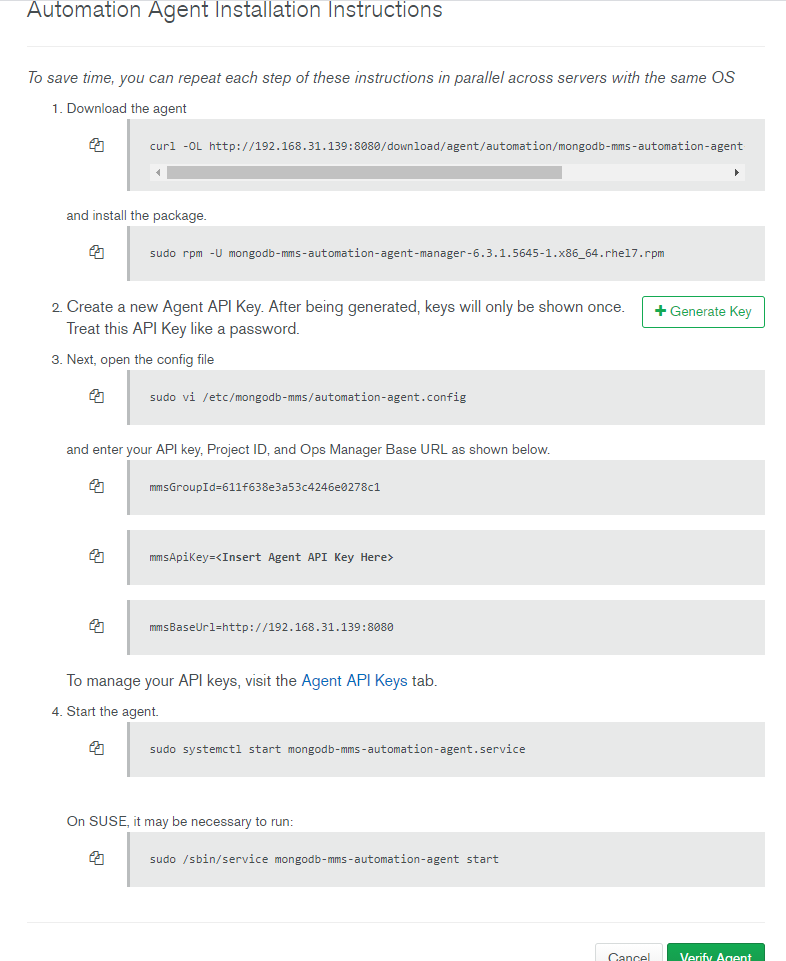 Automation Agent Installation Instructions
To save time, you can repeat each step of these instructions in parallel across servers with the same OS
1. Download the agent
curl -OL http://192.168.31.139:8080/download/agent/automation/mongodb-mms-automation-agent
and install the package.
sudo rpm -U mongodb-mms-automation-agent-manager-6.3.1.5645-1.x86_64.rhel7.rpm
2. Create a new Agent API Key. After being generated, keys will only be shown once.
Treat this API Key like a password.
+ Generate Key
3. Next, open the config file
sudo vi /etc/mongodb-mms/automation-agent.config
and enter your API key, Project ID, and Ops Manager Base URL as shown below.
mmsGroupId=611f638e3a53c4246e0278c1
mmsApiKey=<Insert Agent API Key Here>
mmsBaseUrl=http://192.168.31.139:8080
To manage your API keys, visit the Agent API Keys tab.
4. Start the agent.
sudo systemctl start mongodb-mms-automation-agent.service
On SUSE, it may be necessary to run:
sudo /sbin/service mongodb-mms-automation-agent start
Cancel Verify Agent